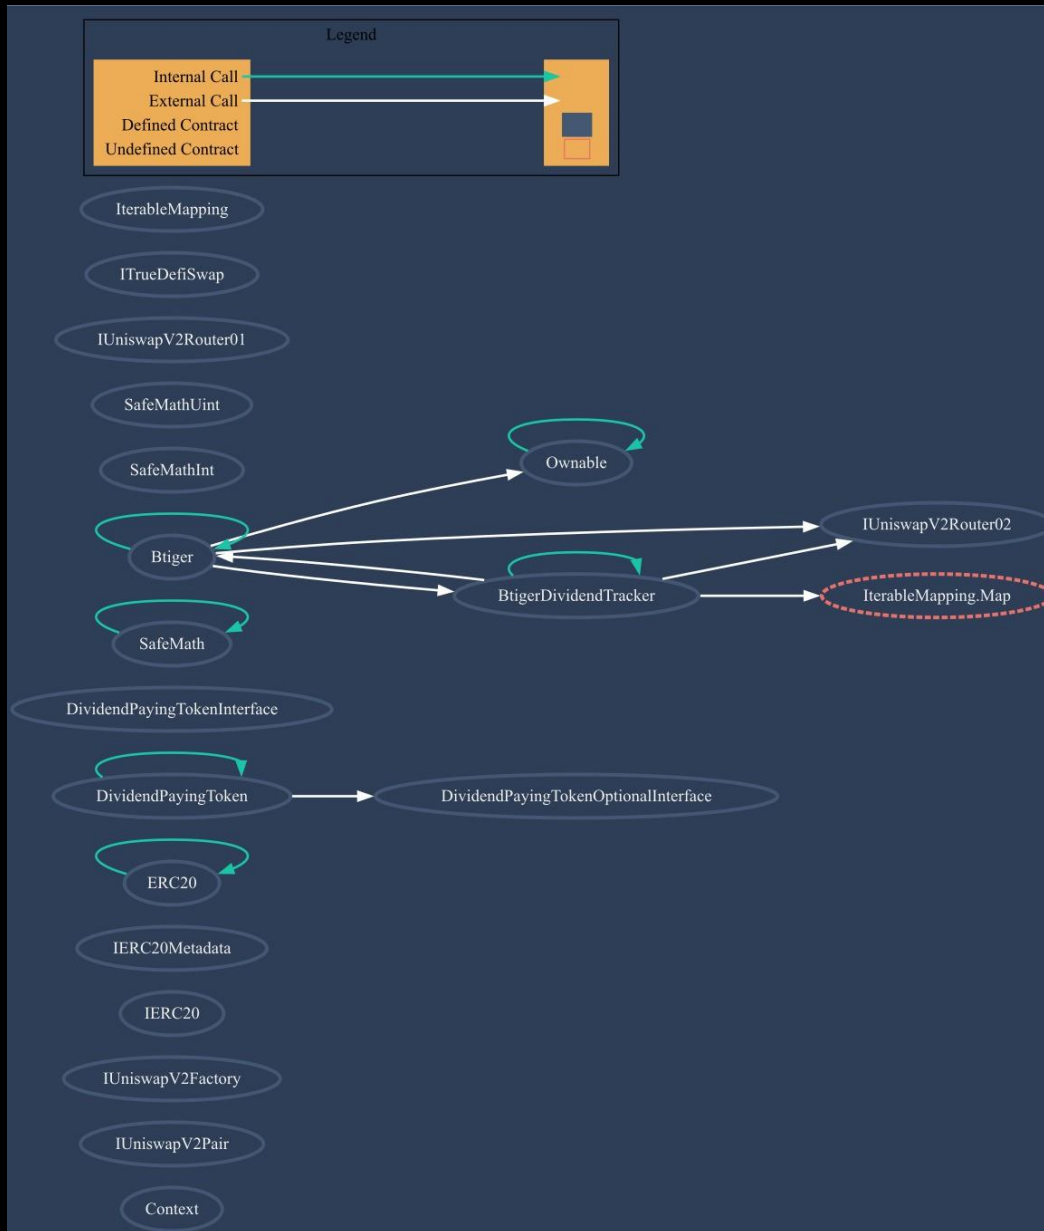 Legend
Internal Call
External Call
Defined Contract
Undefined Contract
IterableMapping
ITrueDefiSwap
IUniswapV2Router01
SafeMathUint
SafeMathInt
Ownable
IUniswapV2Router02
Btiger
BtigerDividendTracker
IterableMapping.Map
SafeMath
DividendPayingTokenInterface
DividendPayingToken
DividendPayingTokenOptionalInterface
ERC20
IERC20Metadata
IERC20
IUniswapV2Factory
IUniswapV2Pair
Context